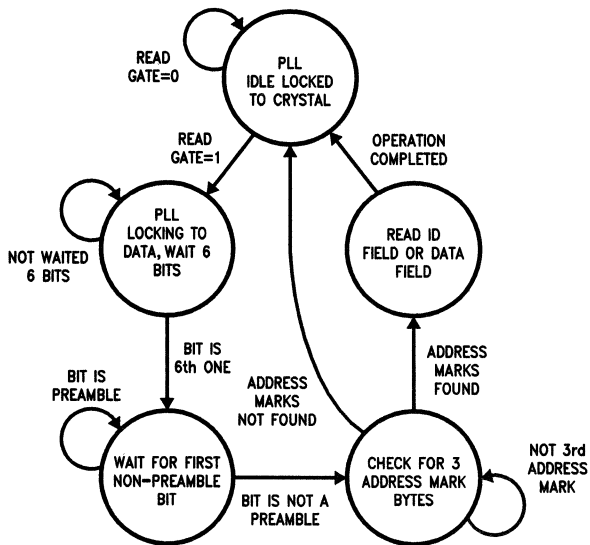 READ
GATE=0
PLL
IDLE LOCKED
TO CRYSTAL
READ
GATE=1
OPERATION
COMPLETED
PLL
LOCKING TO
DATA, WAIT 6
BITS
NOT WAITED
6 BITS
READ ID
FIELD OR DATA
FIELD
BIT IS
6th ONE
BIT IS
PREAMBLE
ADDRESS
MARKS
NOT FOUND
ADDRESS
MARKS
FOUND
WAIT FOR FIRST
NON-PREAMBLE
BIT
BIT IS NOT A
PREAMBLE
CHECK FOR 3
ADDRESS MARK
BYTES
NOT 3rd
ADDRESS
MARK